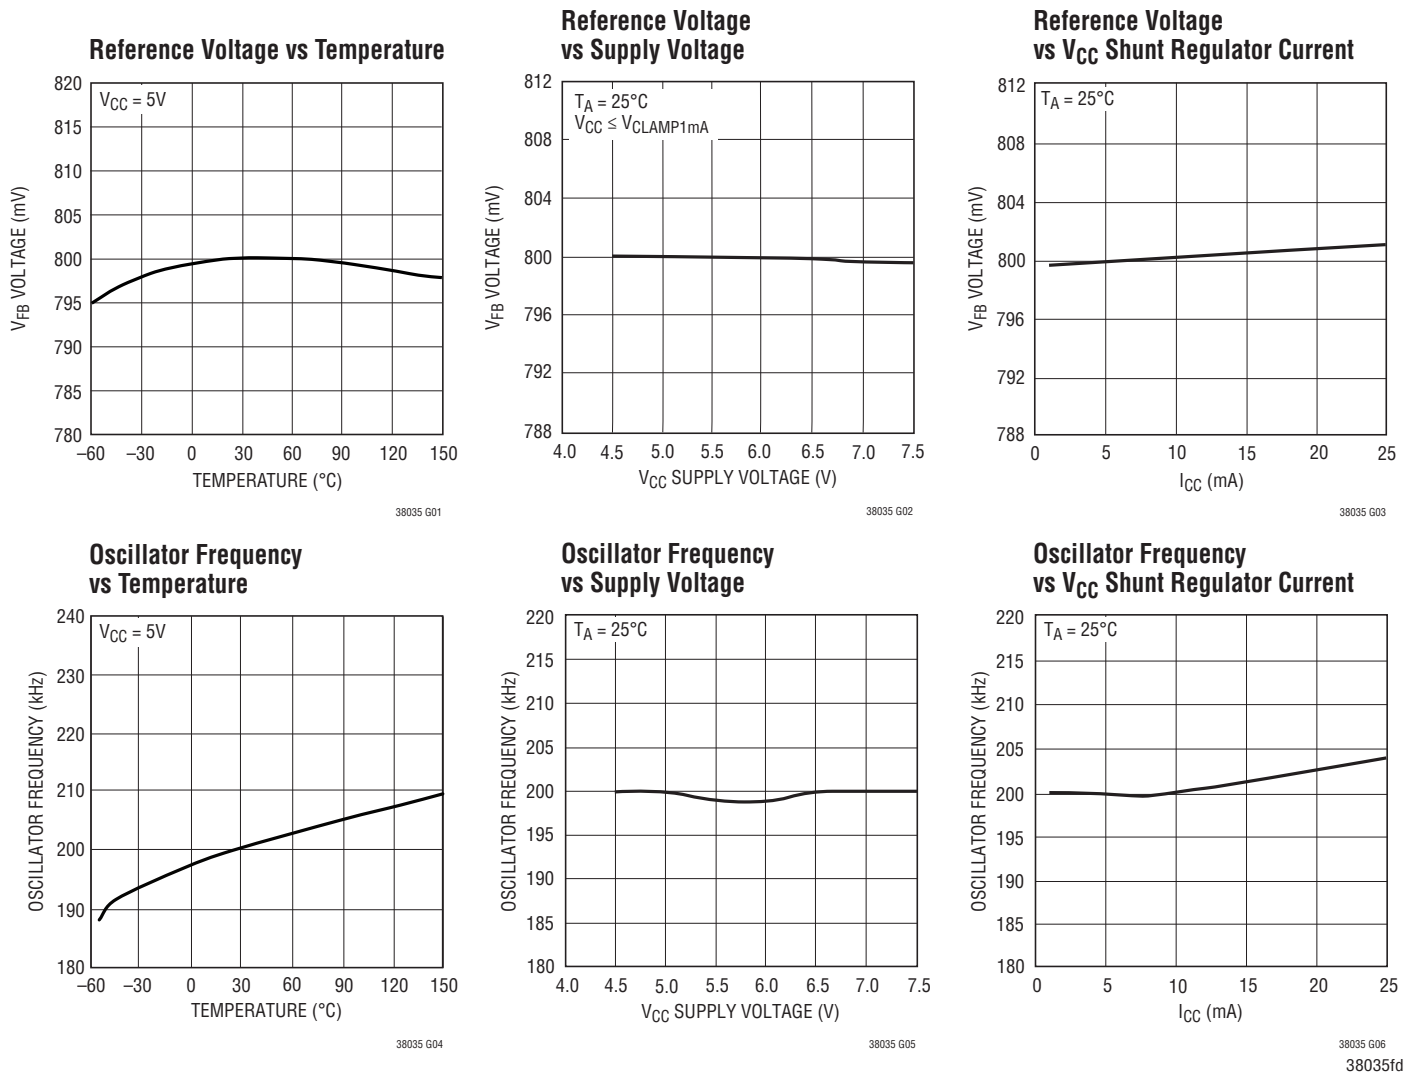 Reference Voltage vs Temperature
820
815
810
805
800
795
790
785
780
VCC = 5V
VFB VOLTAGE (mV)
–60 –30 0 30 60 90 120 150
TEMPERATURE (°C)
38035 G01
Reference Voltage
vs Supply Voltage
812
808
804
800
796
792
788
TA = 25°C
VCC ≤ VCLAMP1mA
VFB VOLTAGE (mV)
4.0 4.5 5.0 5.5 6.0 6.5 7.0 7.5
VCC SUPPLY VOLTAGE (V)
38035 G02
Reference Voltage
vs VCC Shunt Regulator Current
812
808
804
800
796
792
788
TA = 25°C
VFB VOLTAGE (mV)
0 5 10 15 20 25
ICC (mA)
38035 G03
Oscillator Frequency
vs Temperature
240
230
220
210
200
190
180
VCC = 5V
OSCILLATOR FREQUENCY (kHz)
–60 –30 0 30 60 90 120 150
TEMPERATURE (°C)
38035 G04
Oscillator Frequency
vs Supply Voltage
220
215
210
205
200
195
190
185
180
TA = 25°C
OSCILLATOR FREQUENCY (kHz)
4.0 4.5 5.0 5.5 6.0 6.5 7.0 7.5
VCC SUPPLY VOLTAGE (V)
38035 G05
Oscillator Frequency
vs VCC Shunt Regulator Current
220
215
210
205
200
195
190
185
180
TA = 25°C
OSCILLATOR FREQUENCY (kHz)
0 5 10 15 20 25
ICC (mA)
38035 G06
38035fd